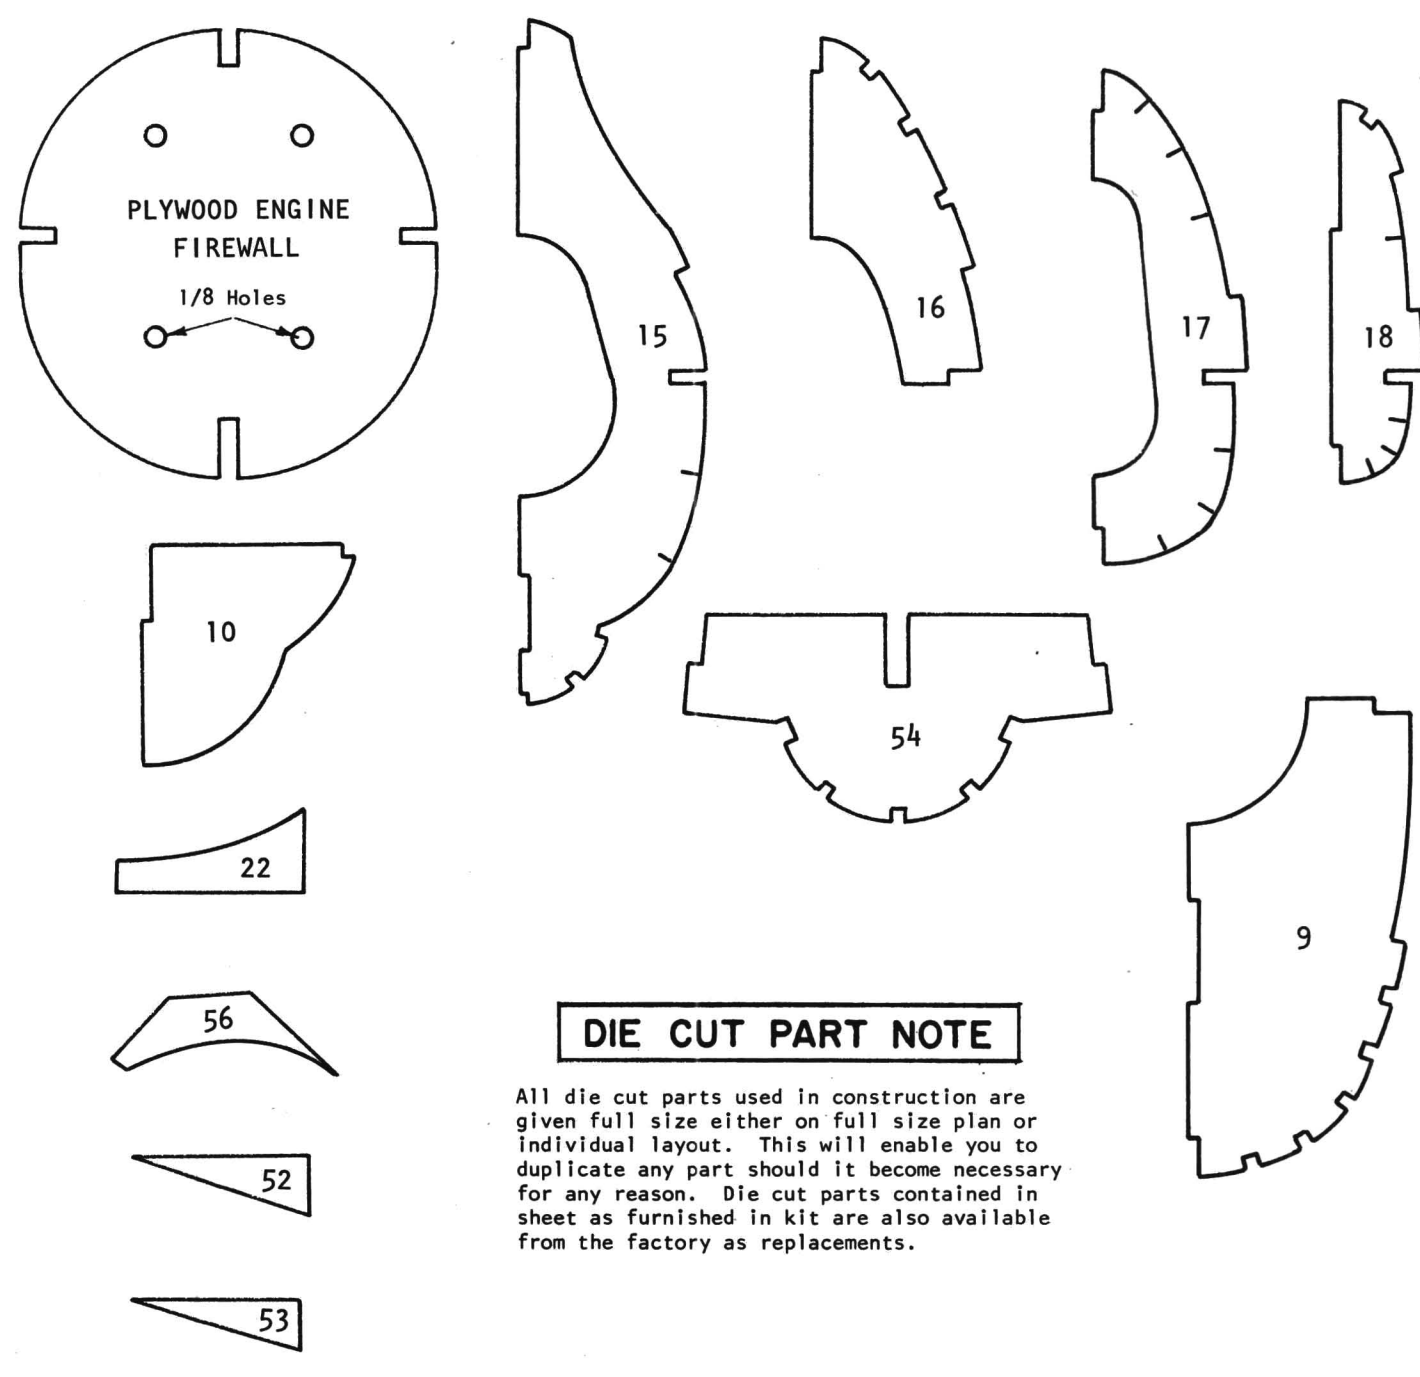 PLYWOOD ENGINE
FIREWALL
1/8 Holes
15
16
17
18
10
54
22
9
56
DIE CUT PART NOTE
All die cut parts used in construction are
given full size either on full size plan or
individual layout. This will enable you to
duplicate any part should it become necessary
for any reason. Die cut parts contained in
sheet as furnished in kit are also available
from the factory as replacements.
52
53